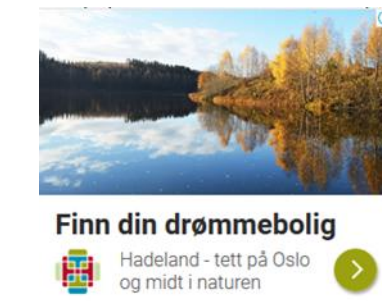 Finn din drømmebolig
Hadeland - tett på Oslo
og midt i naturen